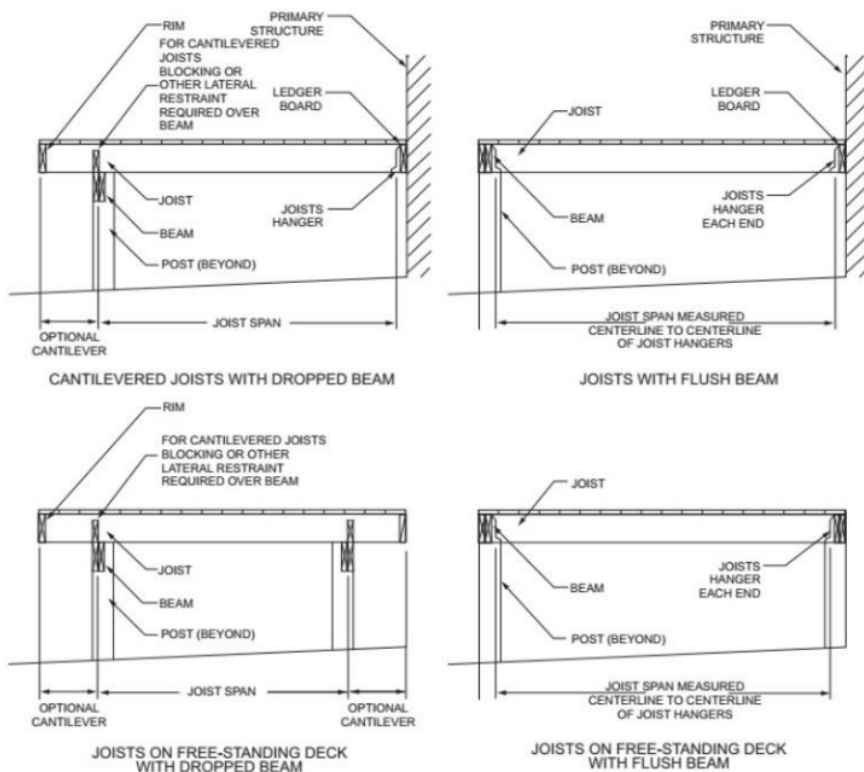 RIM
FOR CANTILEVERED
JOISTS
BLOCKING OR
OTHER LATERAL
RESTRAINT
REQUIRED OVER
BEAM
PRIMARY
STRUCTURE
LEDGER
BOARD
JOIST
BEAM
POST (BEYOND)
JOISTS
HANGER
OPTIONAL
CANTILEVER
JOIST SPAN
CANTILEVERED JOISTS WITH DROPPED BEAM
PRIMARY
STRUCTURE
LEDGER
BOARD
JOIST
BEAM
JOISTS
HANGER
EACH END
POST (BEYOND)
JOIST SPAN MEASURED
CENTERLINE TO CENTERLINE
OF JOIST HANGERS
JOISTS WITH FLUSH BEAM
RIM
FOR CANTILEVERED JOISTS
BLOCKING OR OTHER
LATERAL RESTRAINT
REQUIRED OVER BEAM
JOIST
BEAM
POST (BEYOND)
OPTIONAL
CANTILEVER
JOIST SPAN
OPTIONAL
CANTILEVER
JOISTS ON FREE-STANDING DECK
WITH DROPPED BEAM
JOIST
BEAM
JOISTS
HANGER
EACH END
POST (BEYOND)
JOIST SPAN MEASURED
CENTERLINE TO CENTERLINE
OF JOIST HANGERS
JOISTS ON FREE-STANDING DECK
WITH FLUSH BEAM